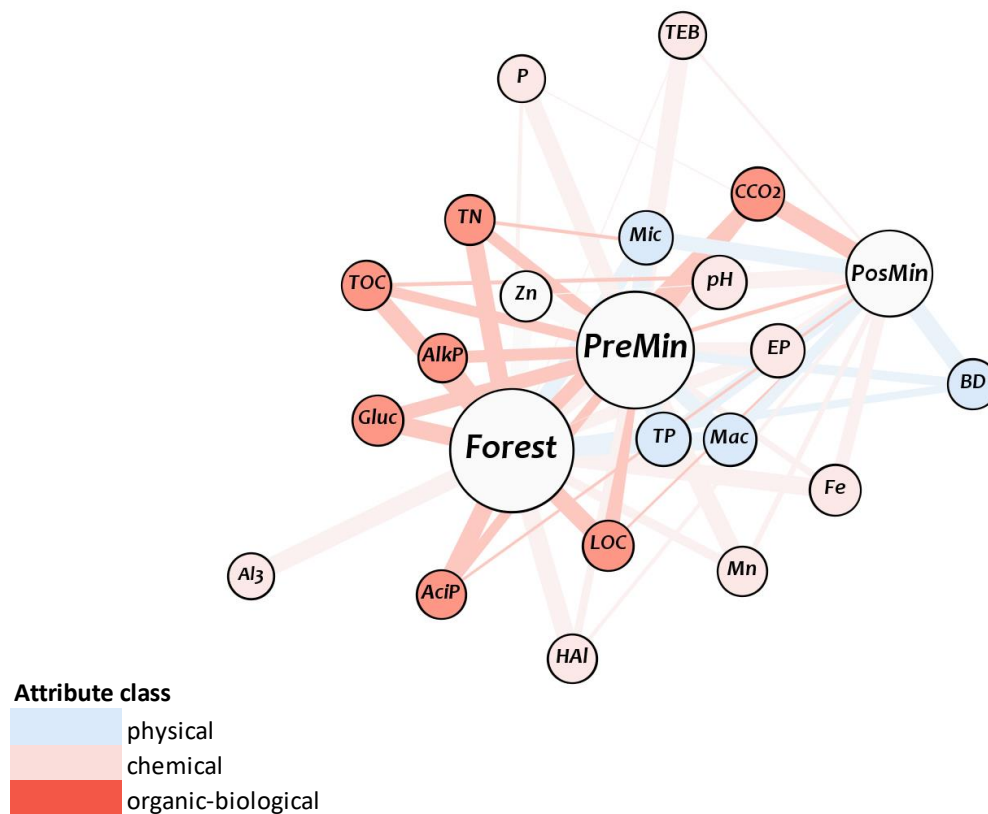 TEB
P
CCO2
TN
Mic
PosMin
TOC
Zn
pH
PreMin
EP
AlkP
BD
Gluc
Forest
TP
Mac
Fe
LOC
Mn
Al3
AciP
HAl
Attribute class
physical
chemical
organic-biological